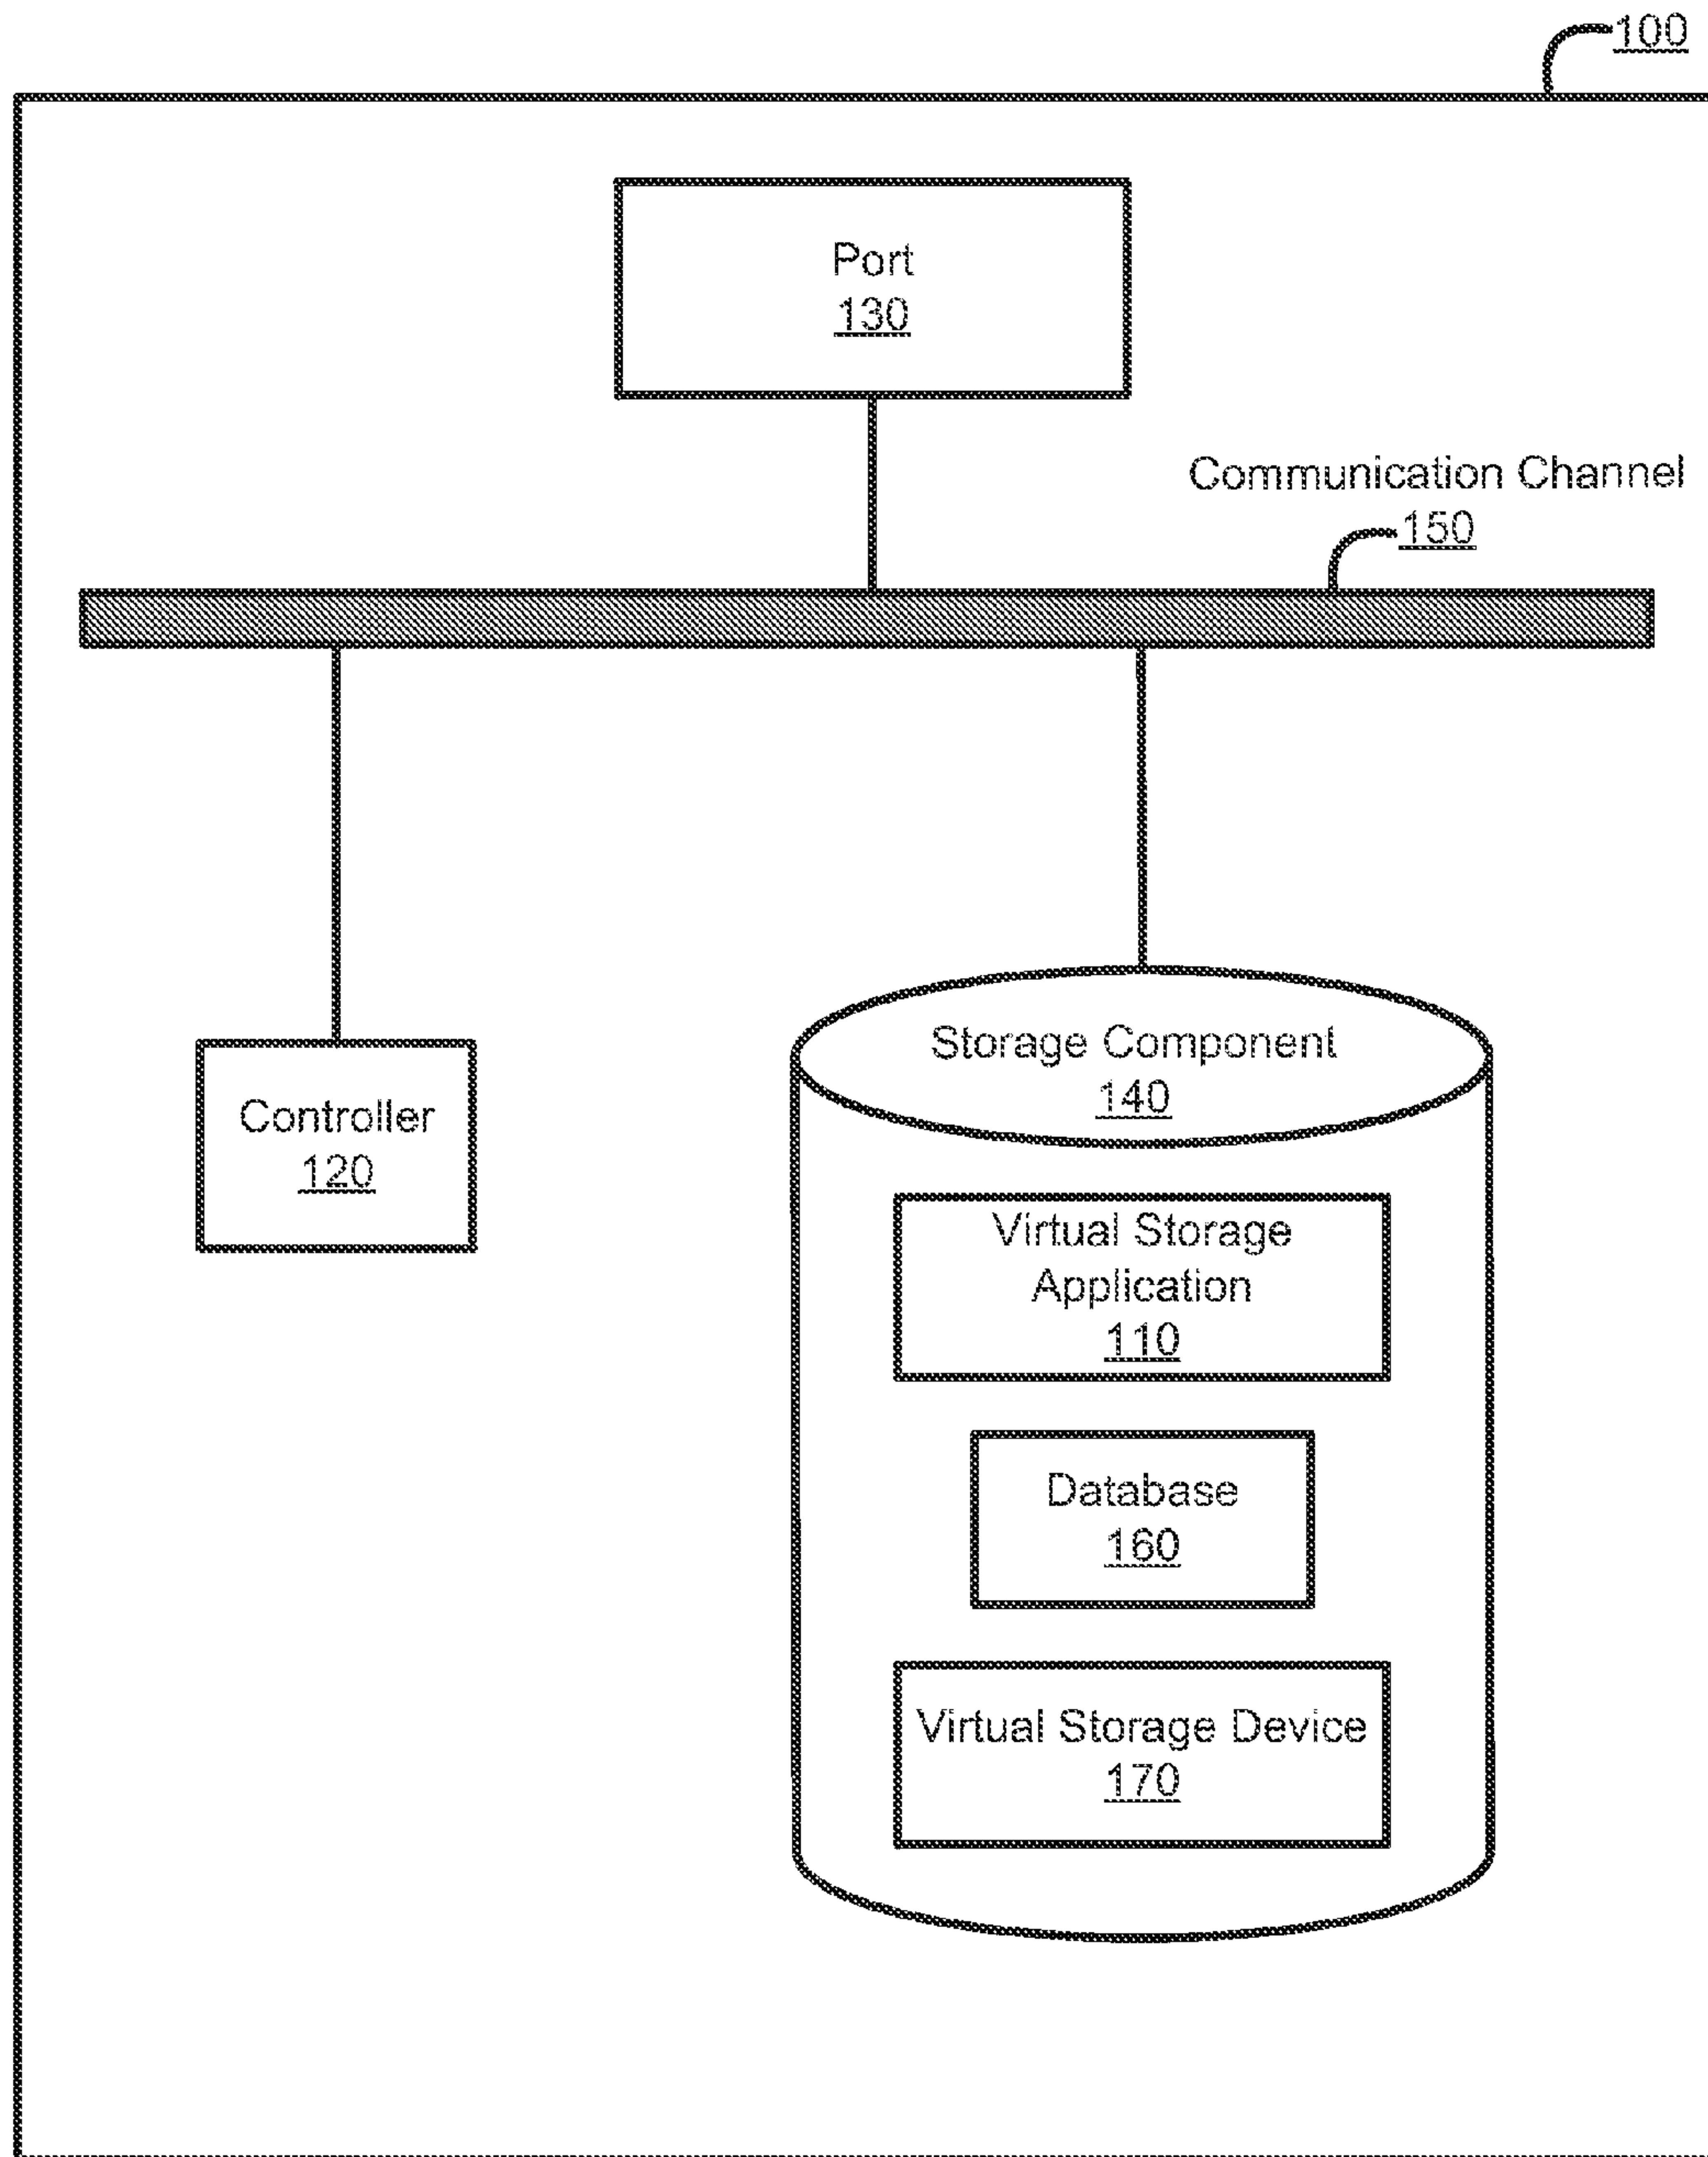 100
Port
130
Communication Channel
150
Storage Component
140
Controller
120
Virtual Storage
Application
110
Database
160
Virtual Storage Device
170